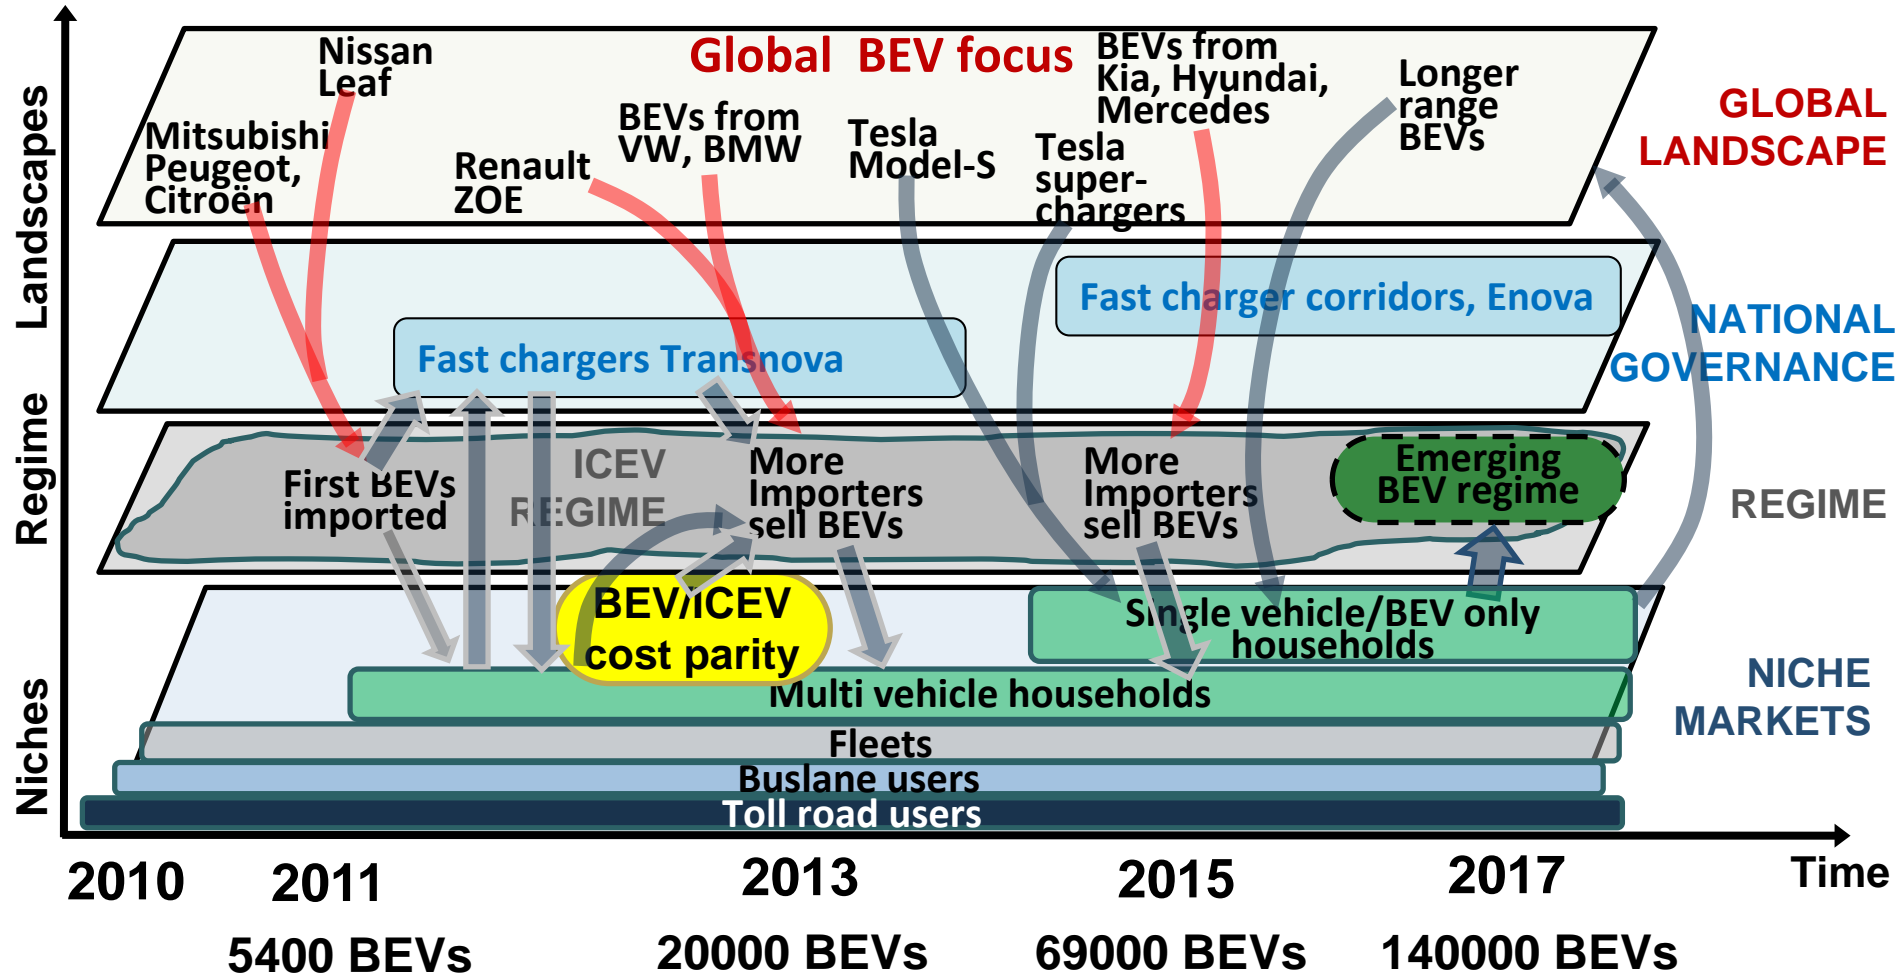 Landscapes
Regime
Niches
Nissan
Leaf
Global BEV focus
BEVs from
Kia, Hyundai,
Mercedes
Longer
range
BEVs
Mitsubishi
Peugeot,
Citroën
Renault
ZOE
BEVs from
VW, BMW
Tesla
Model-S
Tesla
super-
chargers
GLOBAL
LANDSCAPE
Fast charger corridors, Enova
Fast chargers Transnova
NATIONAL
GOVERNANCE
First BEVs
imported
ICEV
REGIME
More
Importers
sell BEVs
More
Importers
sell BEVs
Emerging
BEV regime
REGIME
BEV/ICEV
cost parity
Single vehicle/BEV only
households
Multi vehicle households
Fleets
Buslane users
Toll road users
NICHE
MARKETS
2010
2011
2013
2015
2017
Time
5400 BEVs
20000 BEVs
69000 BEVs
140000 BEVs